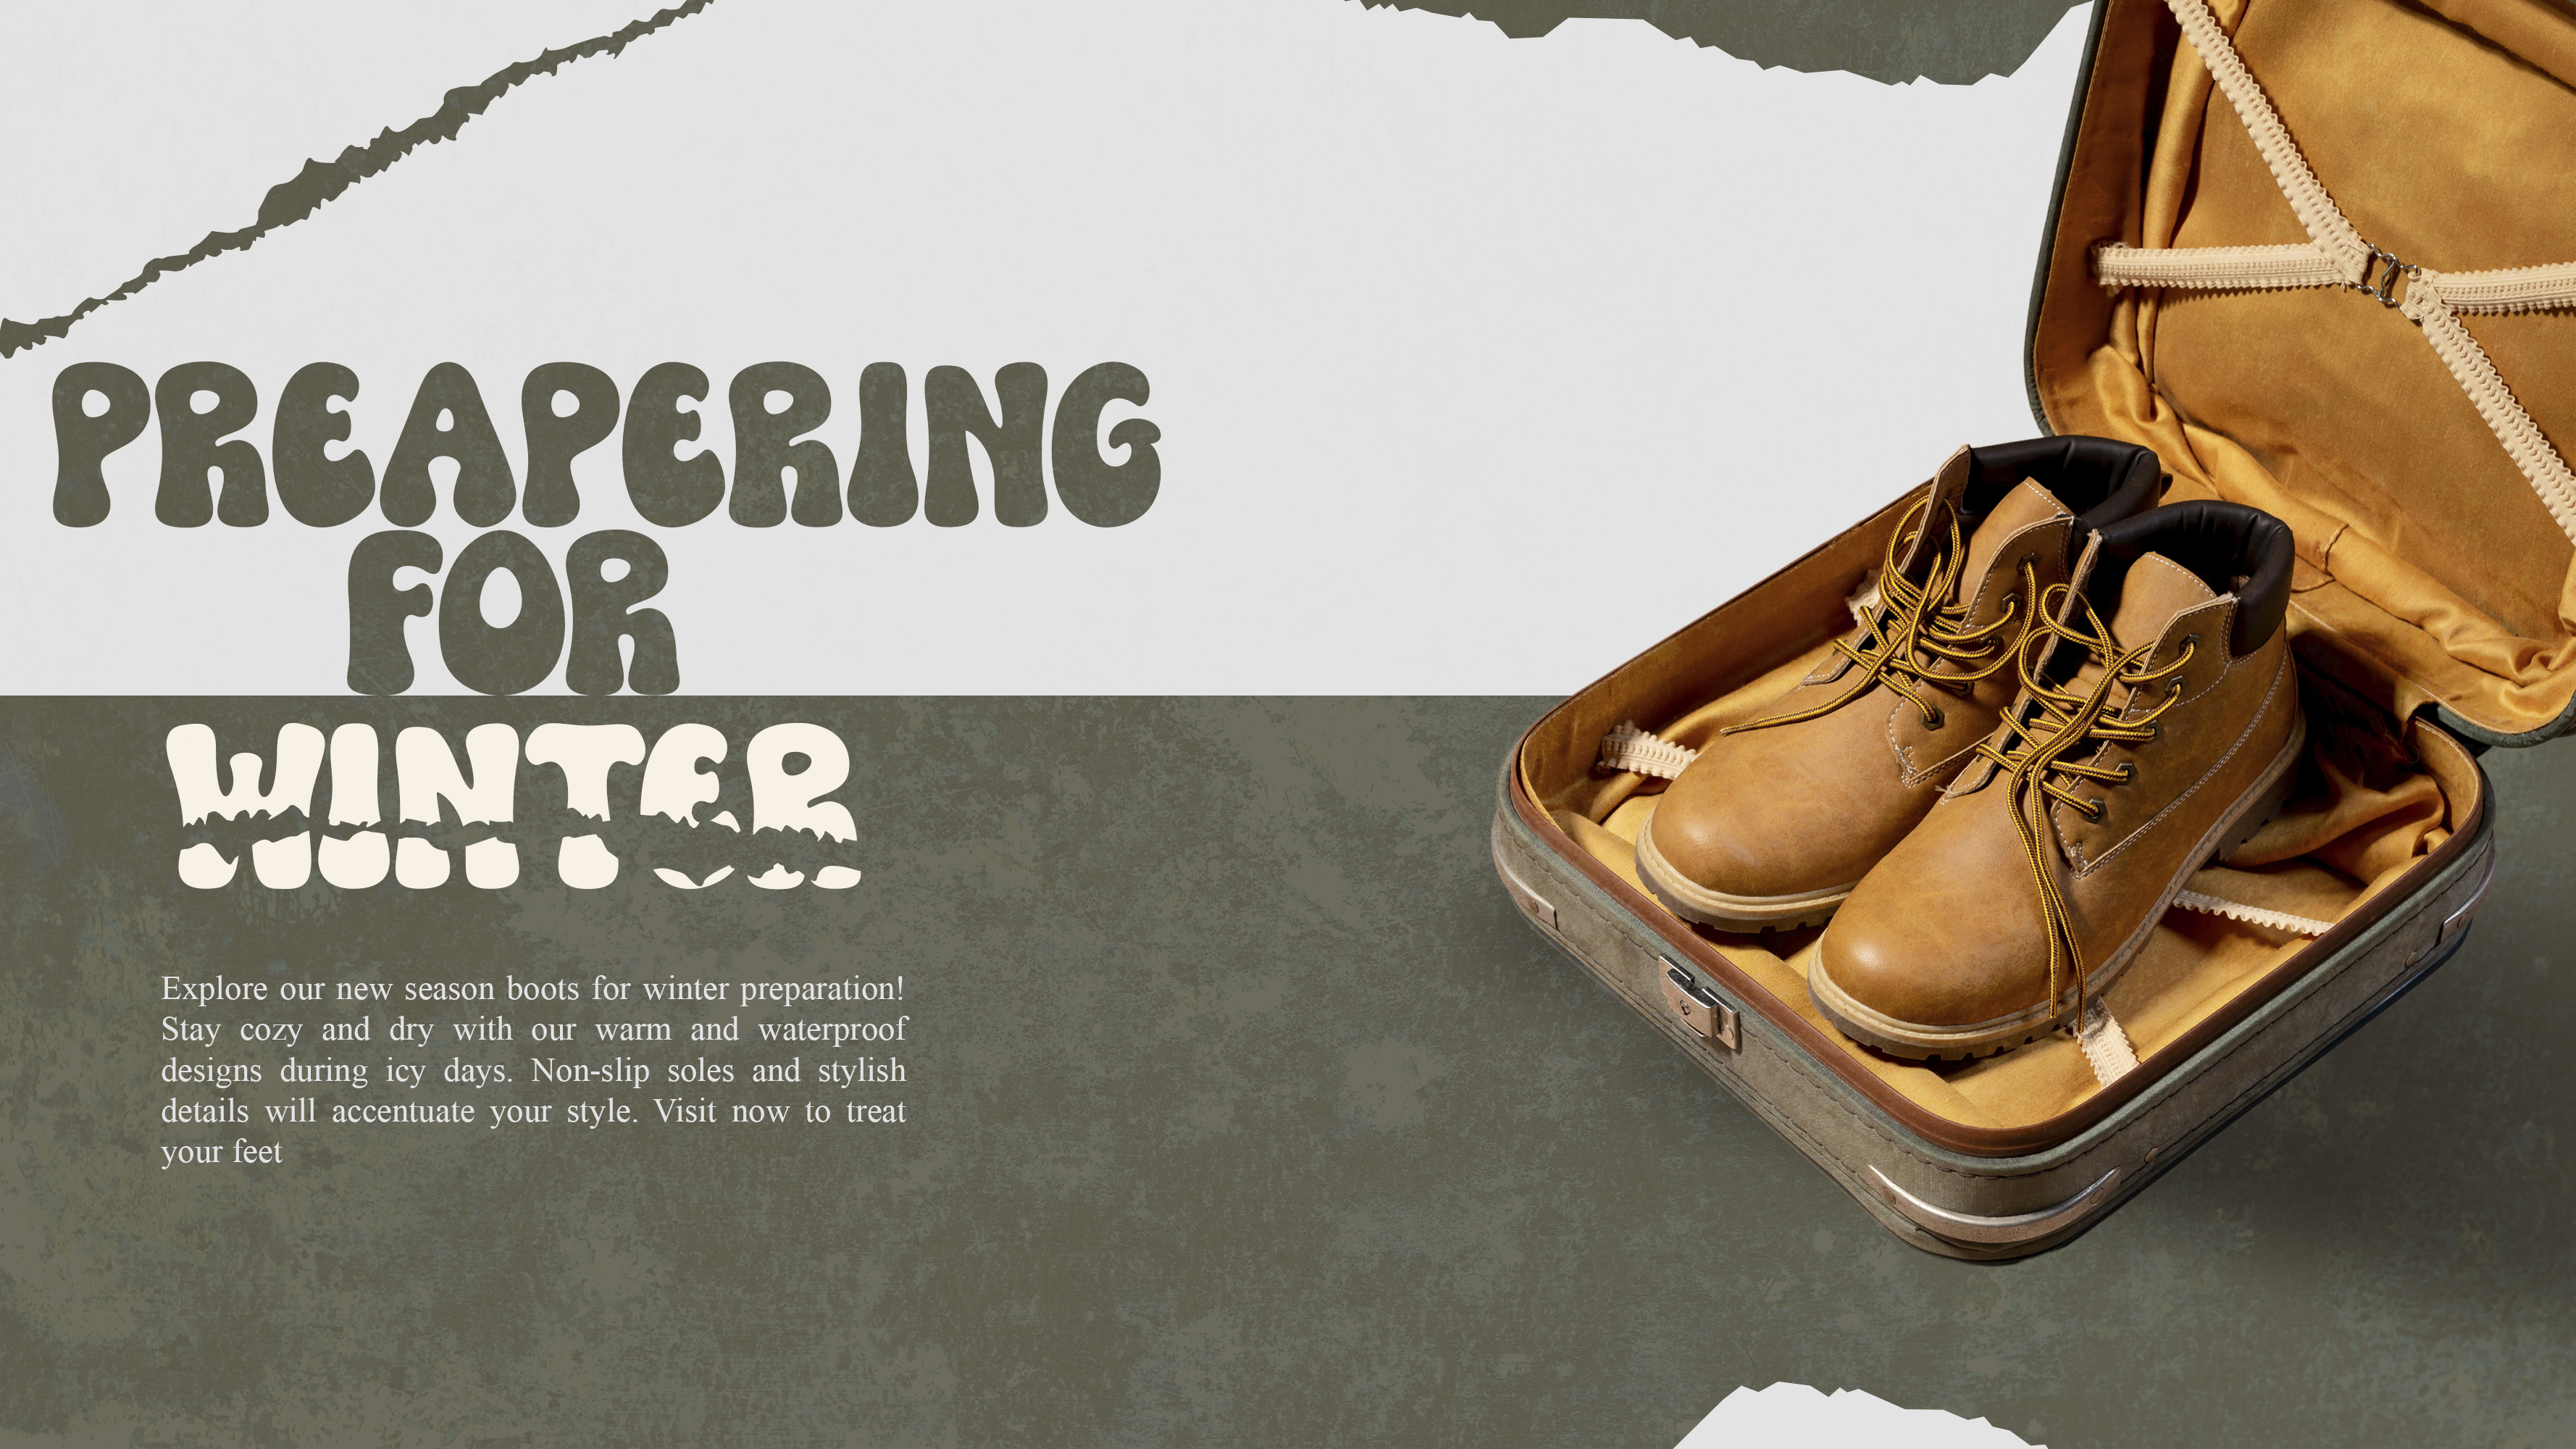 PREAPERING
FOR
WINTER
Explore our new season boots for winter preparation!
Stay cozy and dry with our warm and waterproof
designs during icy days. Non-slip soles and stylish
details will accentuate your style. Visit now to treat
your feet